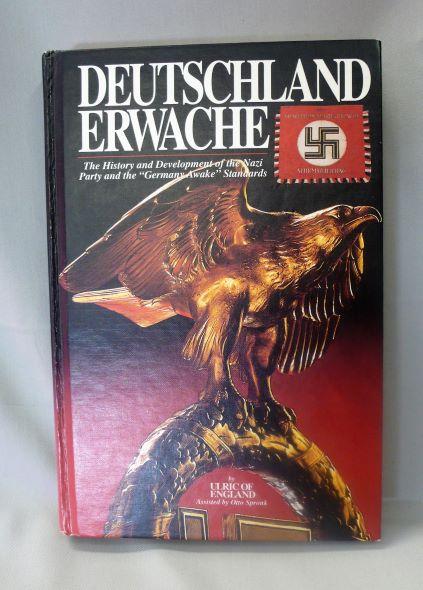 DEUTSCHLAND
ERWACHE
The History and Development of the Nazi
Party and the "Germany Awake" Standards
by
ULRIC OF
ENGLAND
Assisted by Otto Spronk